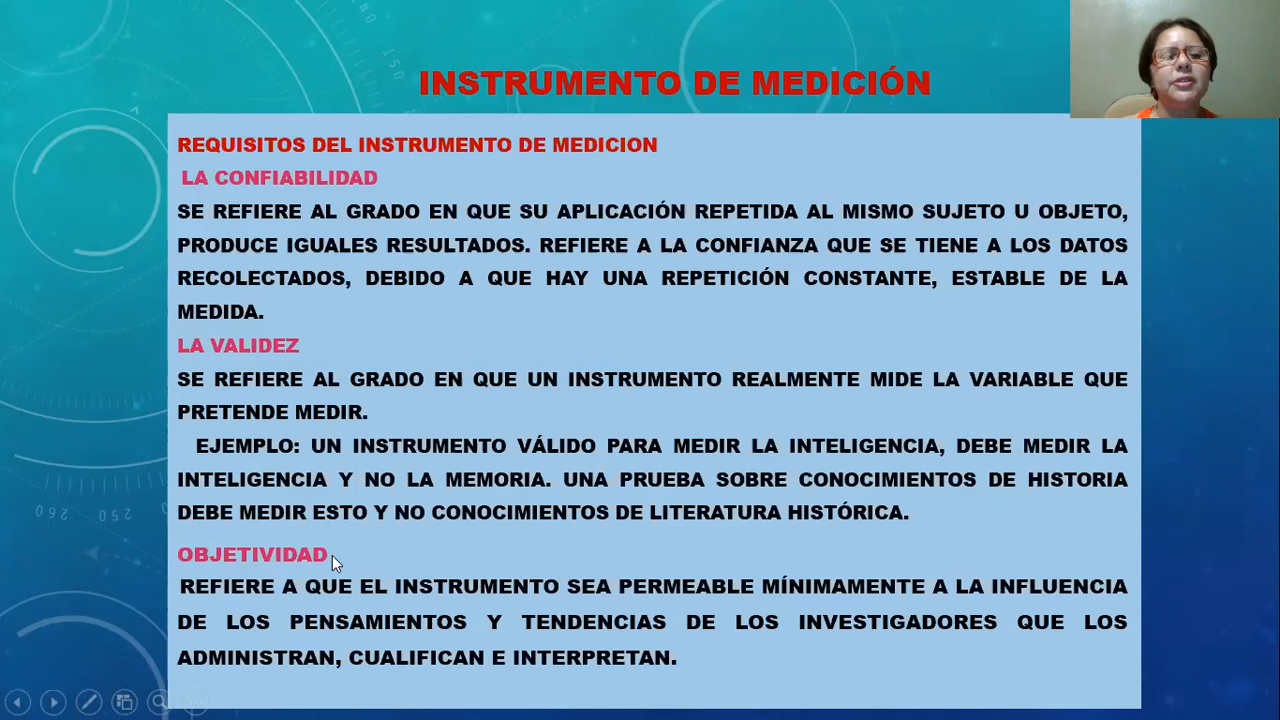 INSTRUMENTO DE MEDICIÓN
REQUISITOS DEL INSTRUMENTO DE MEDICION
LA CONFIABILIDAD
SE REFIERE AL GRADO EN QUE SU APLICACIÓN REPETIDA AL MISMO SUJETO U OBJETO,
PRODUCE IGUALES RESULTADOS. REFIERE A LA CONFIANZA QUE SE TIENE A LOS DATOS
RECOLECTADOS, DEBIDO A QUE HAY UNA REPETICIÓN CONSTANTE, ESTABLE DE LA
MEDIDA.
LA VALIDEZ
SE REFIERE AL GRADO EN QUE UN INSTRUMENTO REALMENTE MIDE LA VARIABLE QUE
PRETENDE MEDIR.
EJEMPLO: UN INSTRUMENTO VÁLIDO PARA MEDIR LA INTELIGENCIA, DEBE MEDIR LA
INTELIGENCIA Y NO LA MEMORIA. UNA PRUEBA SOBRE CONOCIMIENTOS DE HISTORIA
DEBE MEDIR ESTO Y NO CONOCIMIENTOS DE LITERATURA HISTÓRICA.
OBJETIVIDAD
REFIERE A QUE EL INSTRUMENTO SEA PERMEABLE MÍNIMAMENTE A LA INFLUENCIA
DE LOS PENSAMIENTOS Y TENDENCIAS DE LOS INVESTIGADORES QUE LOS
ADMINISTRAN, CUALIFICAN E INTERPRETAN.
150
260
250